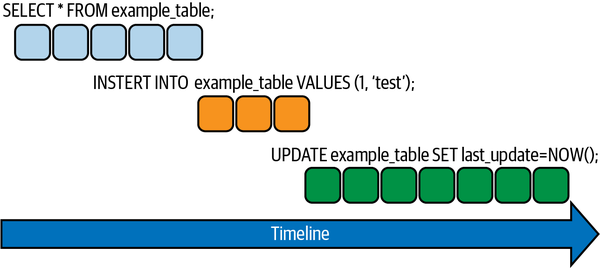 SELECT * FROM example_table;
INSTERT INTO example_table VALUES (1, ‘test’);
UPDATE example_table SET last_update=NOW();
Timeline